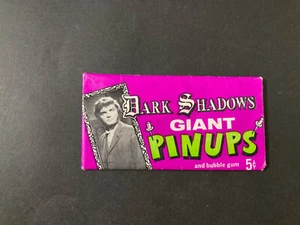 DARK SHADOWS
GIANT
PINUPS
and bubble gum 5¢